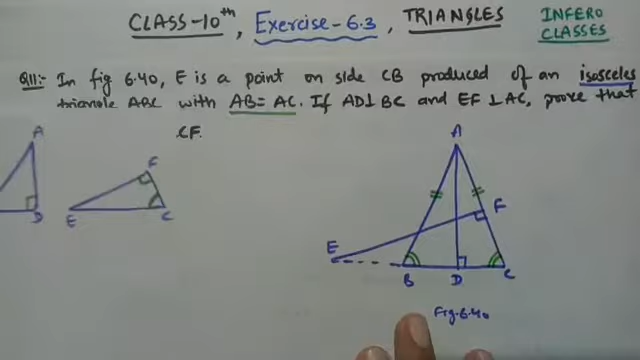 CLASS-10th, Exercise-6.3, TRIANGLES
INFERO CLASSES
Q11:- In fig 6.40, E is a point on side CB produced of an isosceles
triangle ABC with AB=AC. If AD⊥BC and EF⊥AC, prove that
CF.
A
D
F
E
C
A
F
E
B
D
C
Fig.6.40